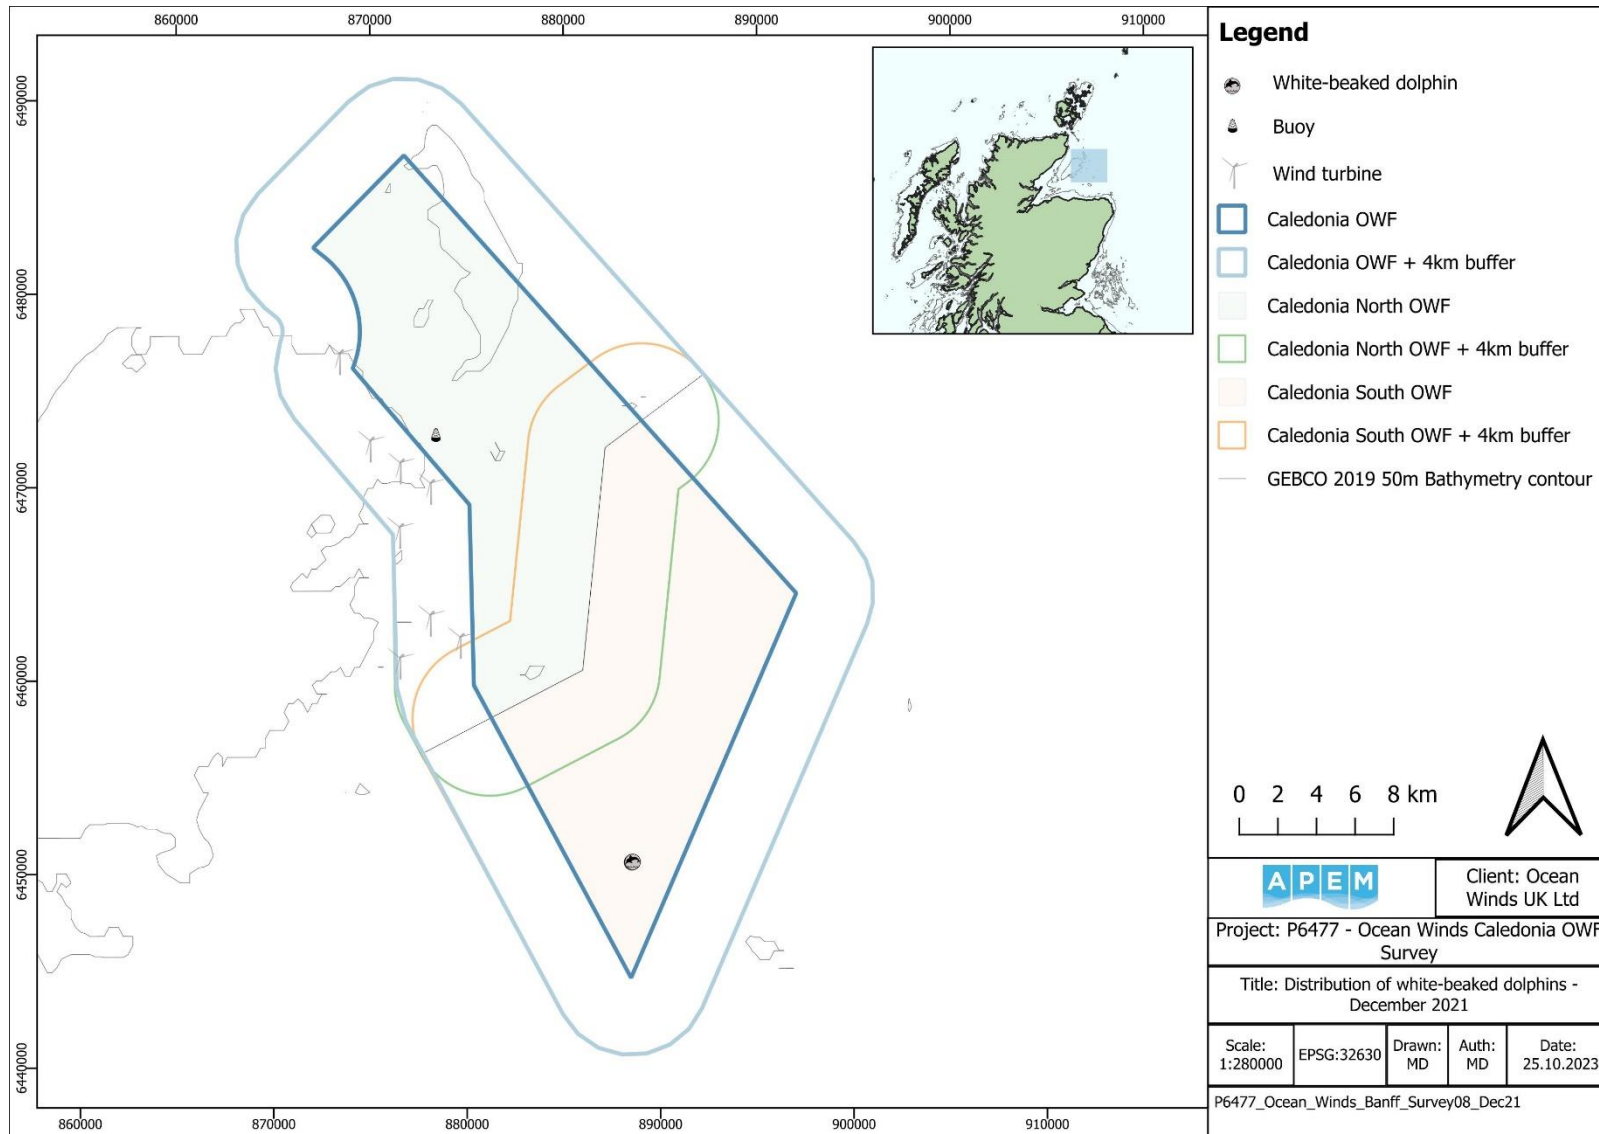 860000 870000 880000 890000 900000 910000
6490000
6480000
6470000
6460000
6450000
6440000
860000 870000 880000 890000 900000 910000
Legend
White-beaked dolphin
Buoy
Wind turbine
Caledonia OWF
Caledonia OWF + 4km buffer
Caledonia North OWF
Caledonia North OWF + 4km buffer
Caledonia South OWF
Caledonia South OWF + 4km buffer
GEBCO 2019 50m Bathymetry contour
0 2 4 6 8 km
APEM
Client: Ocean
Winds UK Ltd
Project: P6477 - Ocean Winds Caledonia OWF
Survey
Title: Distribution of white-beaked dolphins -
December 2021
Scale:
1:280000
EPSG:32630
Drawn:
MD
Auth:
MD
Date:
25.10.2023
P6477_Ocean_Winds_Banff_Survey08_Dec21